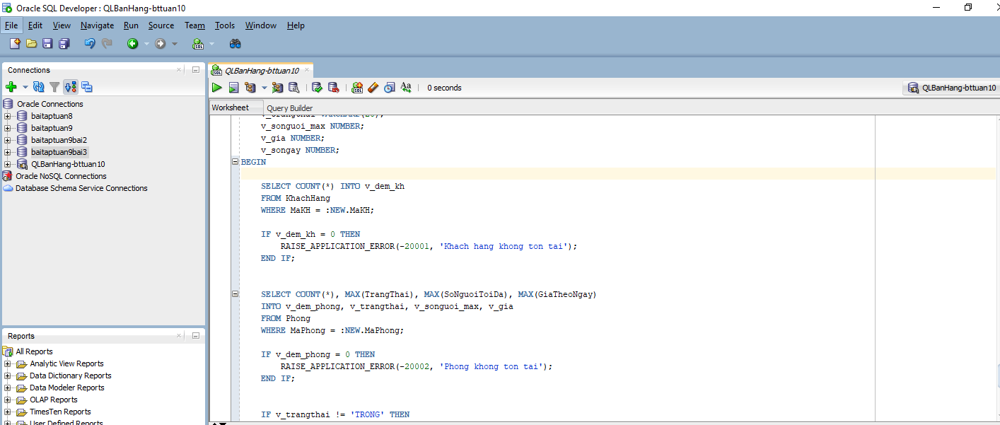 Oracle SQL Developer : QLBanHang-bttuan10
File Edit View Navigate Run Source Team Tools Window Help
Connections
Oracle Connections
baitaptuan8
baitaptuan9
baitaptuan9bai2
baitaptuan9bai3
QLBanHang-bttuan10
Oracle NoSQL Connections
Database Schema Service Connections
Reports
All Reports
Analytic View Reports
Data Dictionary Reports
Data Modeler Reports
OLAP Reports
TimesTen Reports
User Defined Reports
QLBanHang-bttuan10
0 seconds
QLBanHang-bttuan10
Worksheet Query Builder
v_songuoi_max NUMBER;
v_gia NUMBER;
v_songay NUMBER;
BEGIN
SELECT COUNT(*) INTO v_dem_kh
FROM KhachHang
WHERE MaKH = :NEW.MaKH;
IF v_dem_kh = 0 THEN
RAISE_APPLICATION_ERROR(-20001, 'Khach hang khong ton tai');
END IF;
SELECT COUNT(*), MAX(TrangThai), MAX(SoNguoiToiDa), MAX(GiaTheoNgay)
INTO v_dem_phong, v_trangthai, v_songuoi_max, v_gia
FROM Phong
WHERE MaPhong = :NEW.MaPhong;
IF v_dem_phong = 0 THEN
RAISE_APPLICATION_ERROR(-20002, 'Phong khong ton tai');
END IF;
IF v_trangthai != 'TRONG' THEN